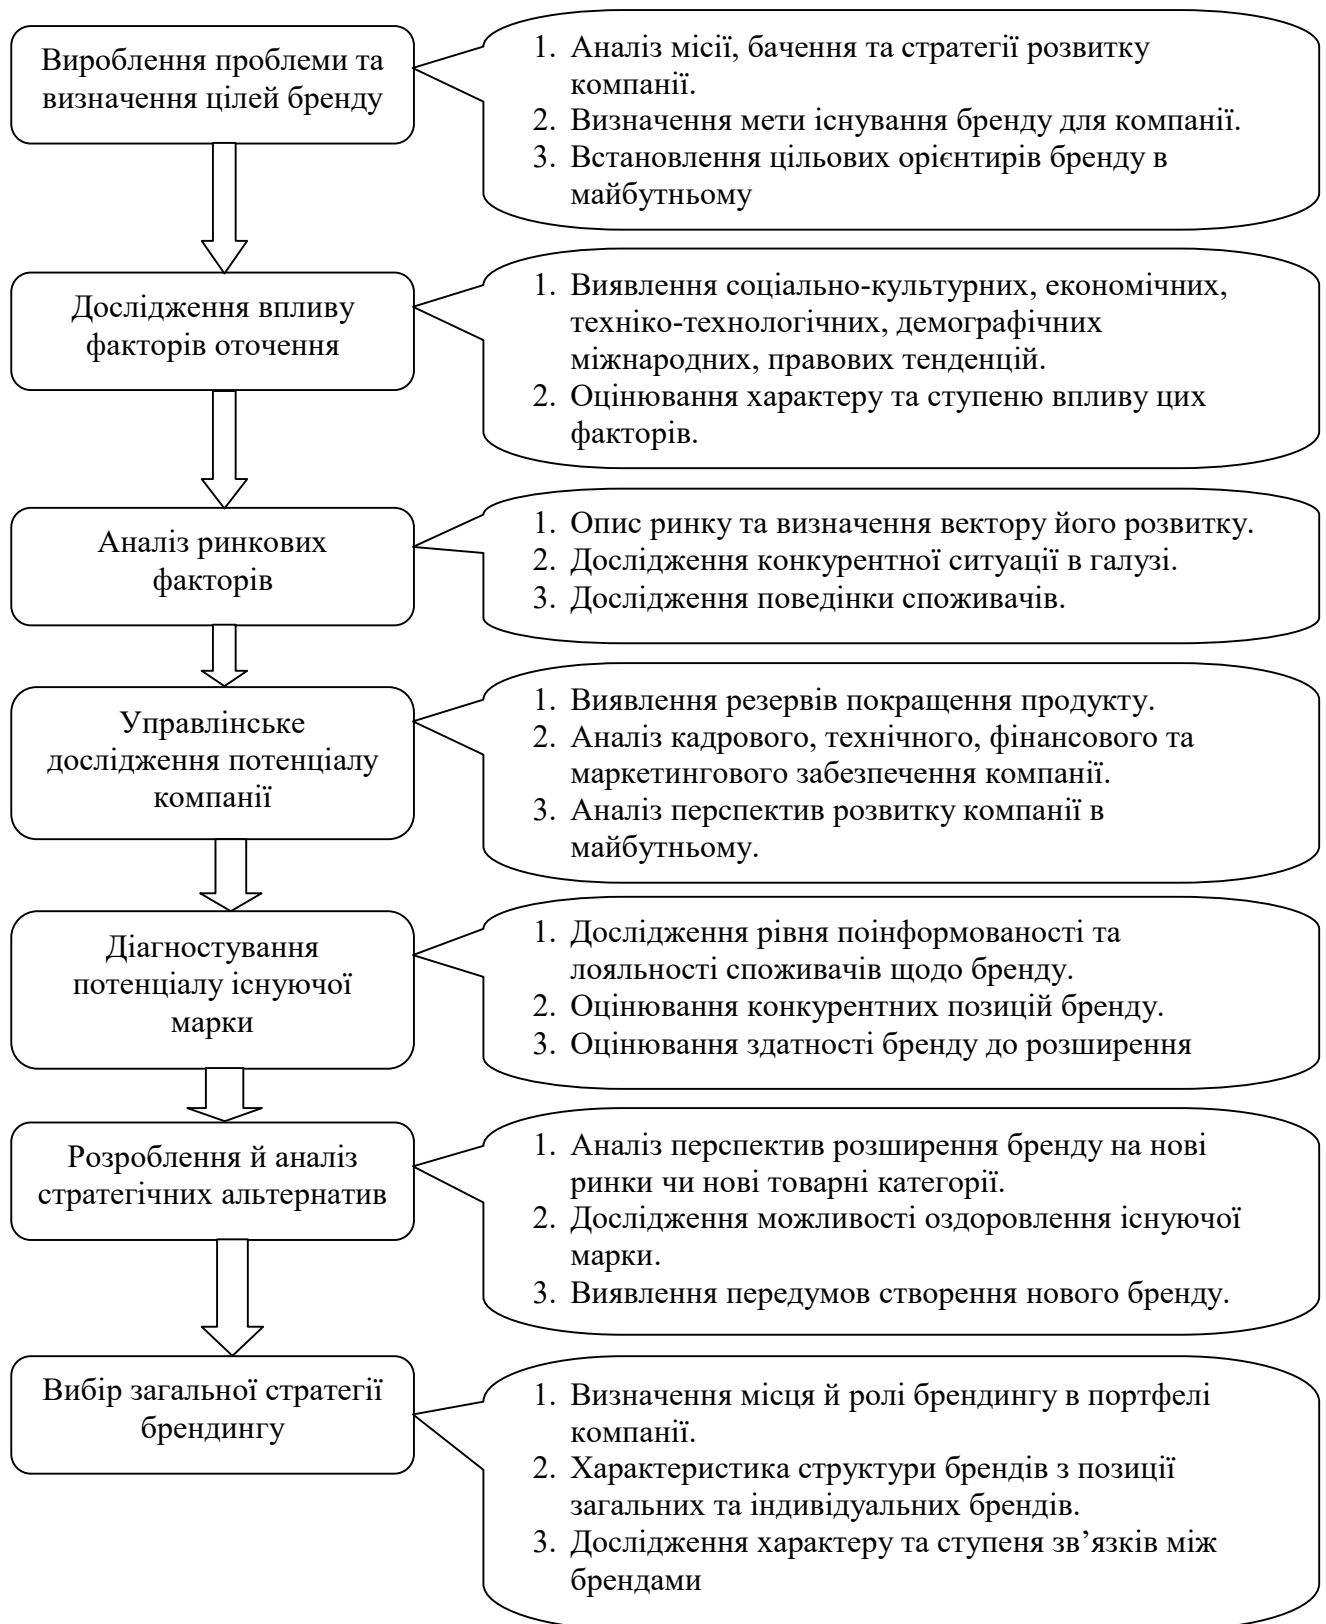 Вироблення проблеми та
визначення цілей бренду
1. Аналіз місії, бачення та стратегії розвитку
компанії.
2. Визначення мети існування бренду для компанії.
3. Встановлення цільових орієнтирів бренду в
майбутньому
Дослідження впливу
факторів оточення
1. Виявлення соціально-культурних, економічних,
техніко-технологічних, демографічних
міжнародних, правових тенденцій.
2. Оцінювання характеру та ступеню впливу цих
факторів.
Аналіз ринкових
факторів
1. Опис ринку та визначення вектору його розвитку.
2. Дослідження конкурентної ситуації в галузі.
3. Дослідження поведінки споживачів.
Управлінське
дослідження потенціалу
компанії
1. Виявлення резервів покращення продукту.
2. Аналіз кадрового, технічного, фінансового та
маркетингового забезпечення компанії.
3. Аналіз перспектив розвитку компанії в
майбутньому.
Діагностування
потенціалу існуючої
марки
1. Дослідження рівня поінформованості та
лояльності споживачів щодо бренду.
2. Оцінювання конкурентних позицій бренду.
3. Оцінювання здатності бренду до розширення
Розроблення й аналіз
стратегічних альтернатив
1. Аналіз перспектив розширення бренду на нові
ринки чи нові товарні категорії.
2. Дослідження можливості оздоровлення існуючої
марки.
3. Виявлення передумов створення нового бренду.
Вибір загальної стратегії
брендингу
1. Визначення місця й ролі брендингу в портфелі
компанії.
2. Характеристика структури брендів з позиції
загальних та індивідуальних брендів.
3. Дослідження характеру та ступеня зв’язків між
брендами